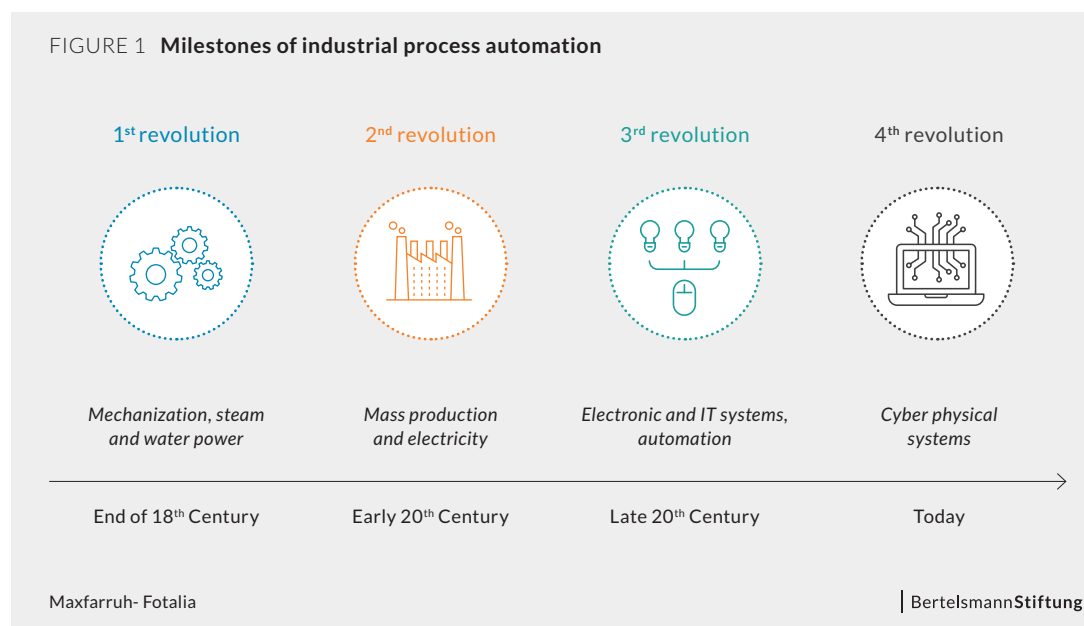 FIGURE 1 Milestones of industrial process automation
1st revolution
2nd revolution
3rd revolution
4th revolution
Mechanization, steam
and water power
Mass production
and electricity
Electronic and IT systems,
automation
Cyber physical
systems
End of 18th Century
Early 20th Century
Late 20th Century
Today
Maxfarruh- Fotalia
BertelsmannStiftung